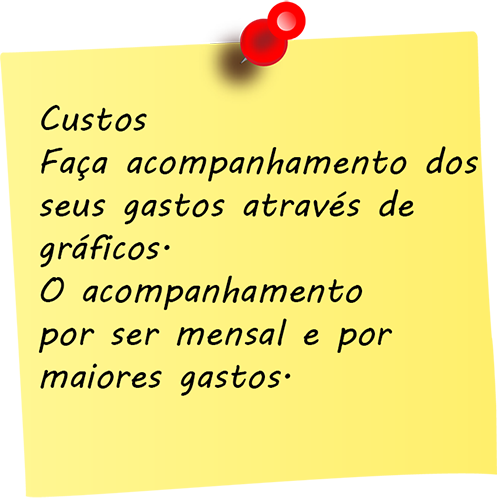 Custos
Faça acompanhamento dos
seus gastos através de
gráficos.
O acompanhamento
por ser mensal e por
maiores gastos.